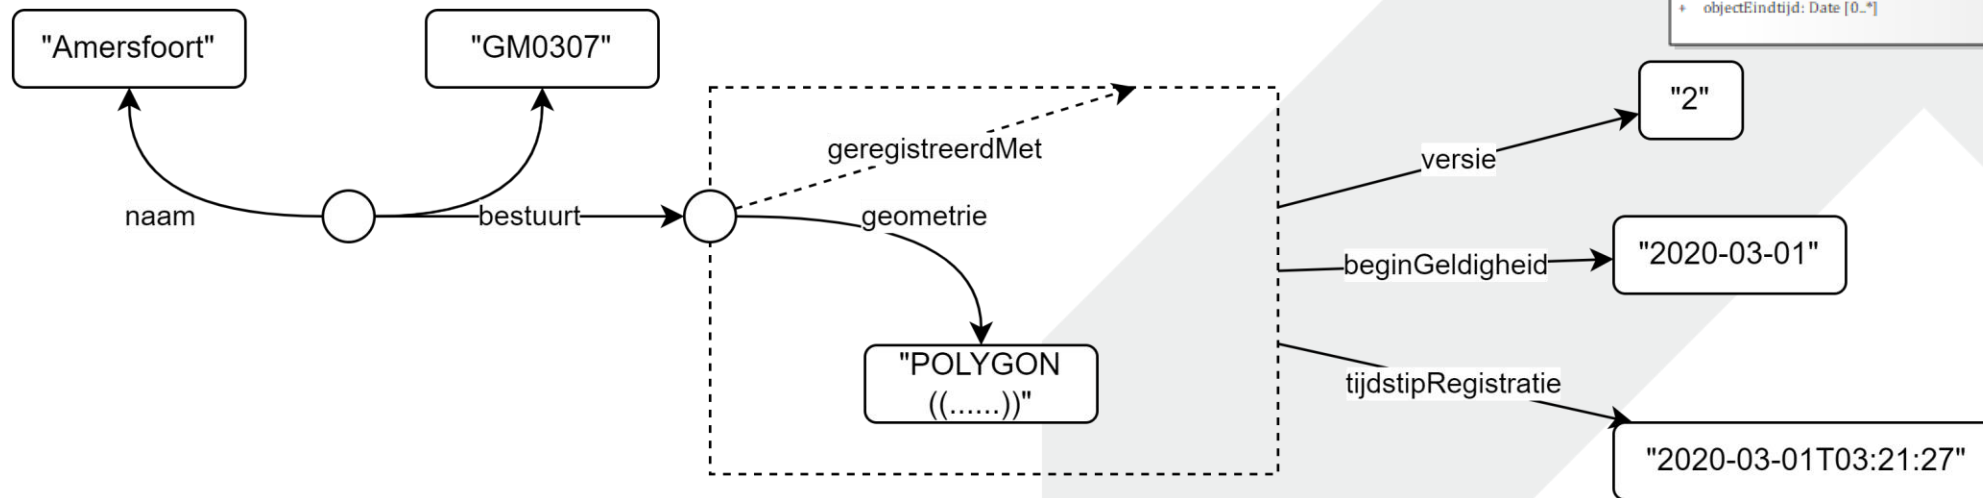 + objectEindtijd: Date [0..*]
"Amersfoort"
"GM0307"
"2"
geregistreerdMet
versie
naam
bestuurt
geometrie
beginGeldigheid
"2020-03-01"
"POLYGON
((......))"
tijdstipRegistratie
"2020-03-01T03:21:27"